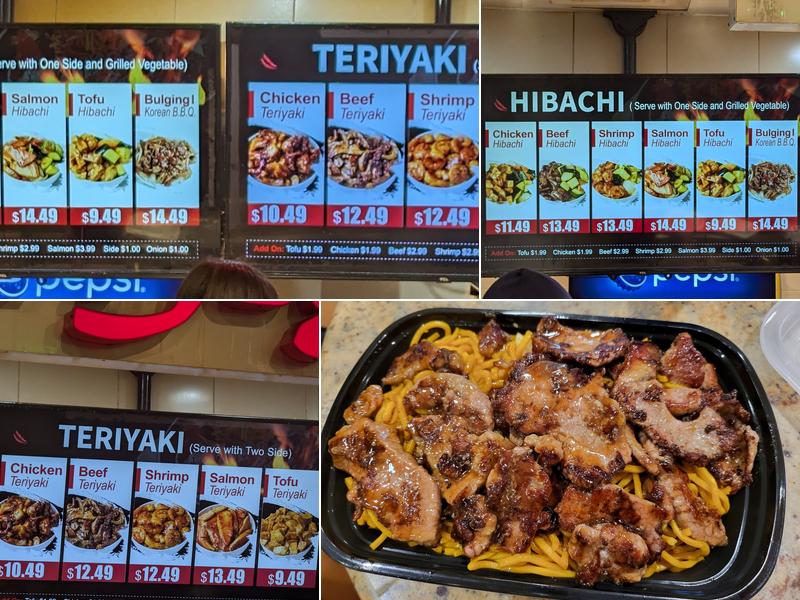 erve with One Side and Grilled Vegetable)
Salmon Tofu Bulgingl
Hibachi Hibachi Korean B.B.Q.
$14.49 $9.49 $14.49
hrimp $2.99 Salmon $3.99 Side $1.00 Onion $1.00
pepsi
TERIYAKI (S
Chicken Beef Shrimp
Teriyaki Teriyaki Teriyaki
$10.49 $12.49 $12.49
Add On: Tofu $1.99 Chicken $1.99 Beef $2.99 Shrimp $2.9
HIBACHI (Serve with One Side and Grilled Vegetable)
Chicken Beef Shrimp Salmon Tofu Bulgingl
Hibachi Hibachi Hibachi Hibachi Hibachi Korean B.B.Q.
$11.49 $13.49 $13.49 $14.49 $9.49 $14.49
Add On: Tofu $1.99 Chicken $1.99 Beef $2.99 Shrimp $2.99 Salmon $3.99 Side $1.00 Onion $1.00
pepsi
TERIYAKI (Serve with Two Side)
Chicken Beef Shrimp Salmon Tofu
Teriyaki Teriyaki Teriyaki Teriyaki Teriyaki
10.49 $12.49 $12.49 $13.49 $9.49